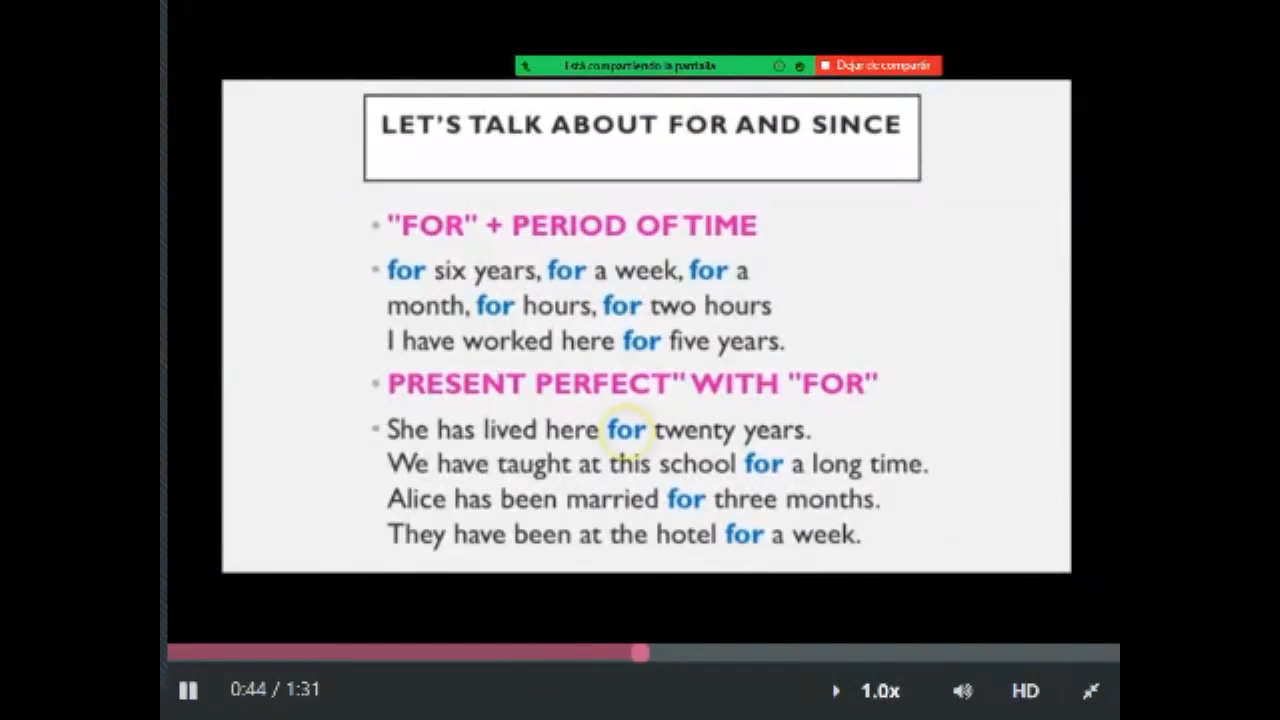 Está compartiendo la pantalla
Dejar de compartir
LET'S TALK ABOUT FOR AND SINCE
• "FOR" + PERIOD OF TIME
• for six years, for a week, for a
month, for hours, for two hours
I have worked here for five years.
• PRESENT PERFECT" WITH "FOR"
• She has lived here for twenty years.
We have taught at this school for a long time.
Alice has been married for three months.
They have been at the hotel for a week.
0:44 / 1:31
1.0x
HD